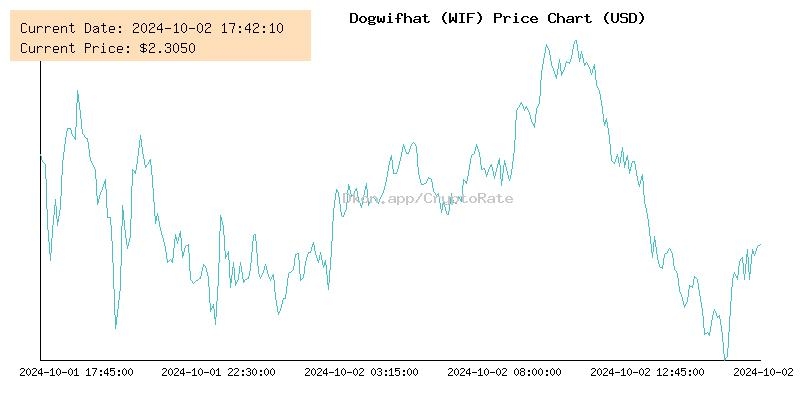 Dogwifhat (WIF) Price Chart (USD)
Current Date: 2024-10-02 17:42:10
Current Price: $2.3050
Dkon.app/CryptoRate
2024-10-01 17:45:00
2024-10-01 22:30:00
2024-10-02 03:15:00
2024-10-02 08:00:00
2024-10-02 12:45:00
2024-10-02